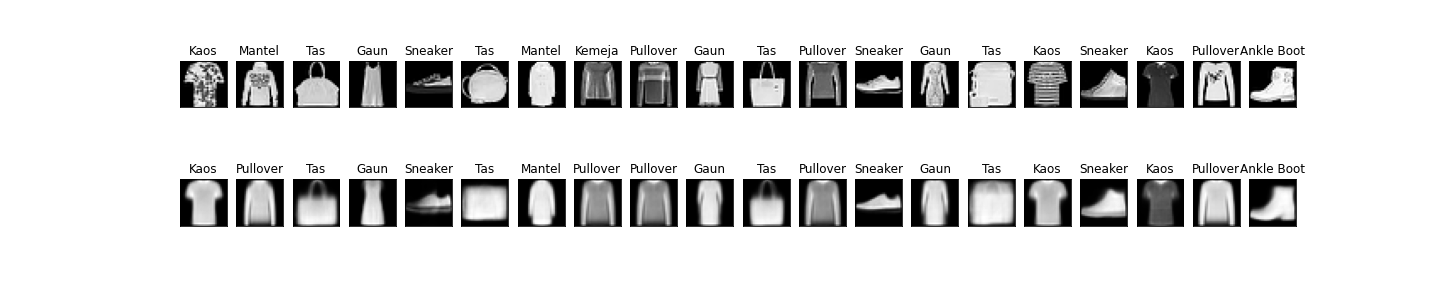 Kaos Mantel Tas Gaun Sneaker Tas Mantel Kemeja Pullover Gaun Tas Pullover Sneaker Gaun Tas Kaos Sneaker Kaos Pullover Ankle Boot
Kaos Pullover Tas Gaun Sneaker Tas Mantel Pullover Pullover Gaun Tas Pullover Sneaker Gaun Tas Kaos Sneaker Kaos Pullover Ankle Boot